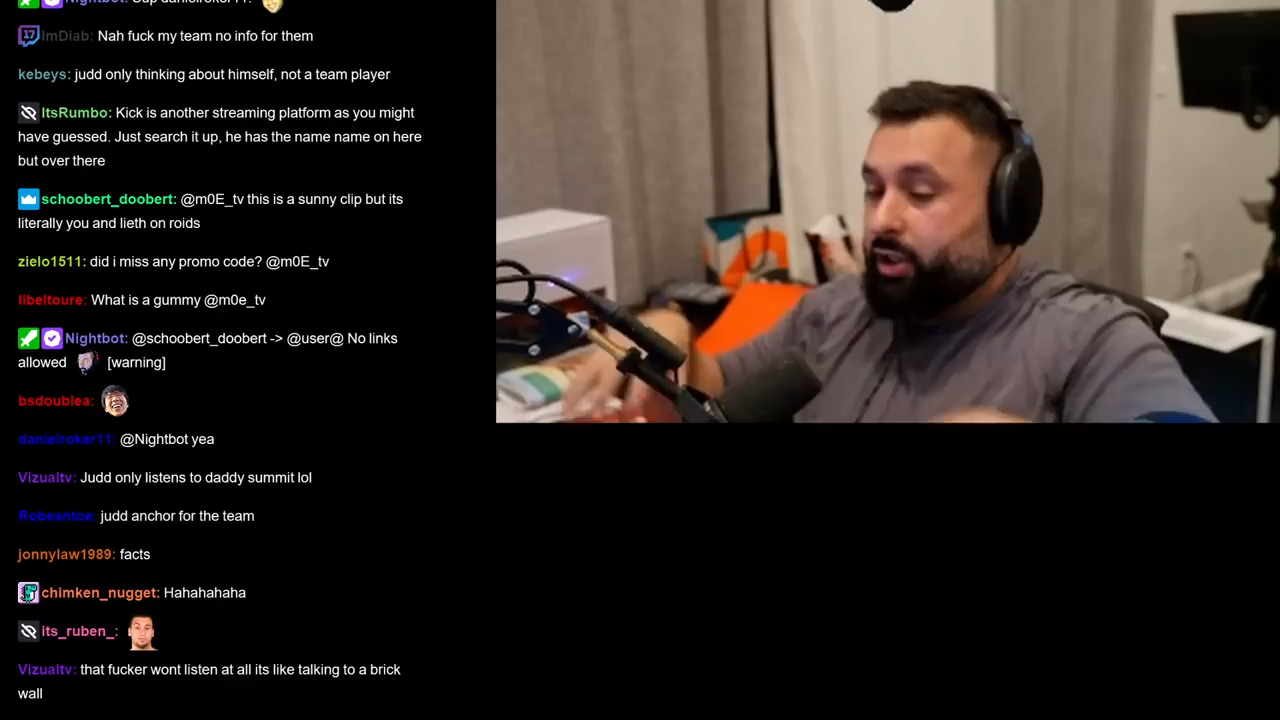 Nightbot: Sup danielroker11!
ImDiab: Nah fuck my team no info for them
kebeys: judd only thinking about himself, not a team player
ItsRumbo: Kick is another streaming platform as you might
have guessed. Just search it up, he has the name name on here
but over there
schoobert_doobert: @m0E_tv this is a sunny clip but its
literally you and lieth on roids
zielo1511: did i miss any promo code? @m0E_tv
libeltoure: What is a gummy @m0e_tv
Nightbot: @schoobert_doobert -> @user@ No links
allowed [warning]
bsdoublea:
danielroker11: @Nightbot yea
Vizualtv: Judd only listens to daddy summit lol
Robeantoe: judd anchor for the team
jonnylaw1989: facts
chimken_nugget: Hahahahaha
its_ruben_:
Vizualtv: that fucker wont listen at all its like talking to a brick
wall